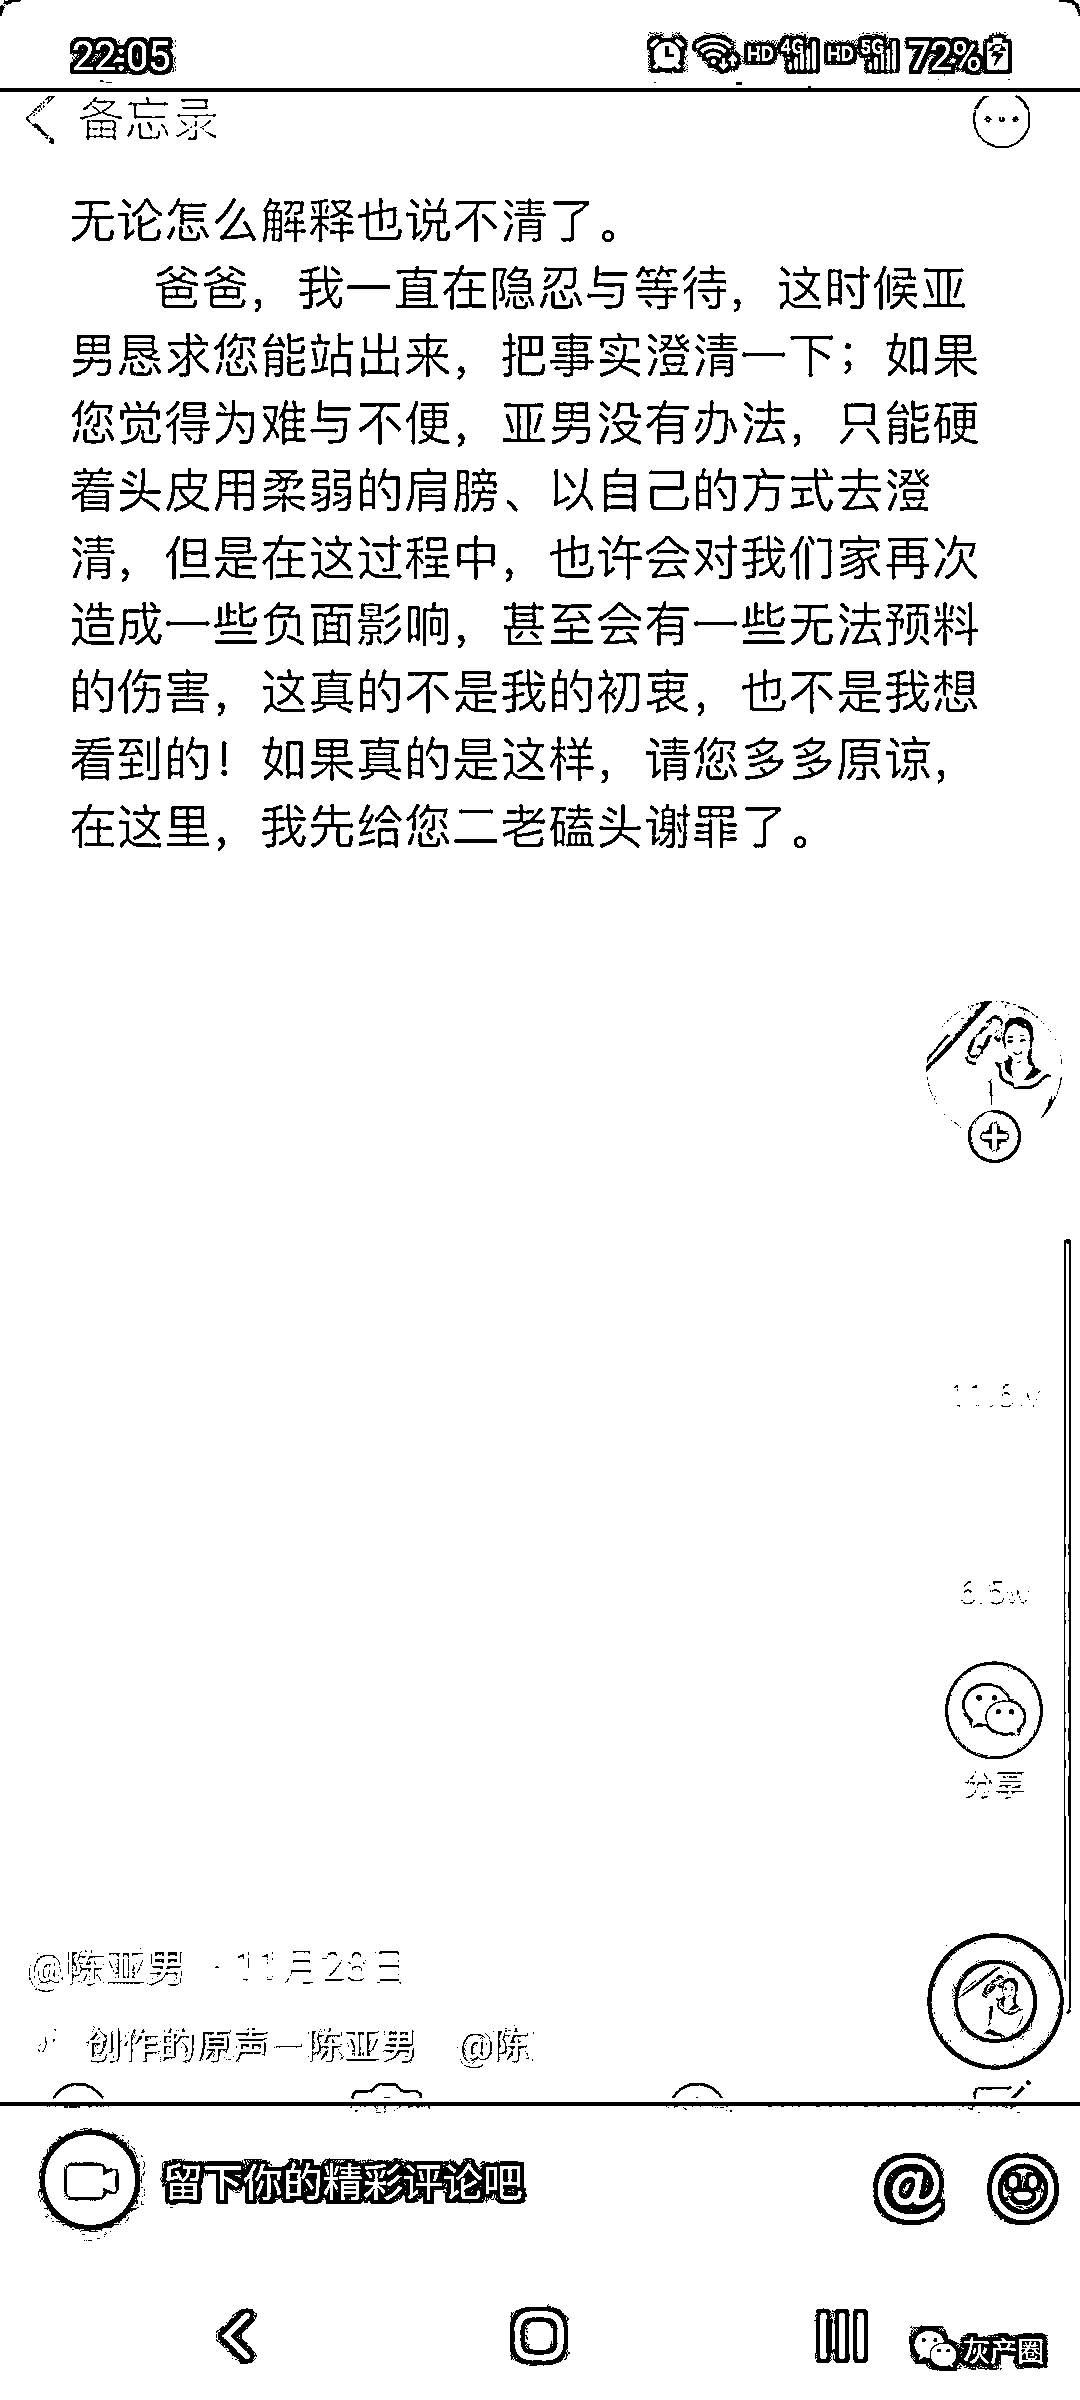 22:05 HD 4G HD 5G 72%
备忘录
无论怎么解释也说不清了。
爸爸，我一直在隐忍与等待，这时候亚
男恳求您能站出来，把事实澄清一下；如果
您觉得为难与不便，亚男没有办法，只能硬
着头皮用柔弱的肩膀、以自己的方式去澄
清，但是在这过程中，也许会对我们家再次
造成一些负面影响，甚至会有一些无法预料
的伤害，这真的不是我的初衷，也不是我想
看到的！如果真的是这样，请您多多原谅，
在这里，我先给您二老磕头谢罪了。
6.5w
分享
@陈亚男 · 11月28日
创作的原声一陈亚男 @陈
留下你的精彩评论吧
灰产圈